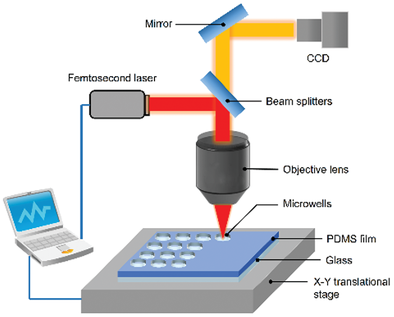 Mirror
CCD
Femtosecond laser
Beam splitters
Objective lens
Microwells
PDMS film
Glass
X-Y translational
stage